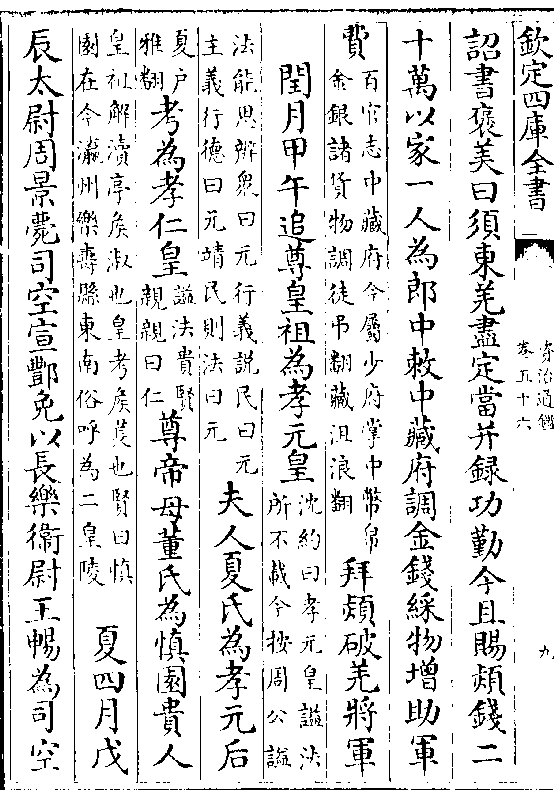 欽定四庫全書
資治通鑑
卷五十六
九
詔書褒美曰須東羌盡定當并録功勤今且賜熲錢二
十萬以家一人為郎中敕中藏府調金錢綵物增助軍
費百官志中藏府令屬少府掌中幣帛金銀諸貨物調徒弔翻藏徂浪翻拜熲破羌將軍
閏月甲午追尊皇祖為孝元皇沈約曰孝元皇諡法所不載今按周公諡
法能思辨衆曰元行義説民曰元主義行德曰元靖民則法曰元夫人夏氏為孝元后
夏户雅翻考為孝仁皇諡法貴賢親親曰仁尊帝母董氏為慎園貴人
皇祖解瀆亭矦淑也皇考矦萇也賢曰慎園在今瀛州樂壽縣東南俗呼為二皇陵夏四月戊
辰太尉周景薨司空宣酆免以長樂衞尉王暢為司空